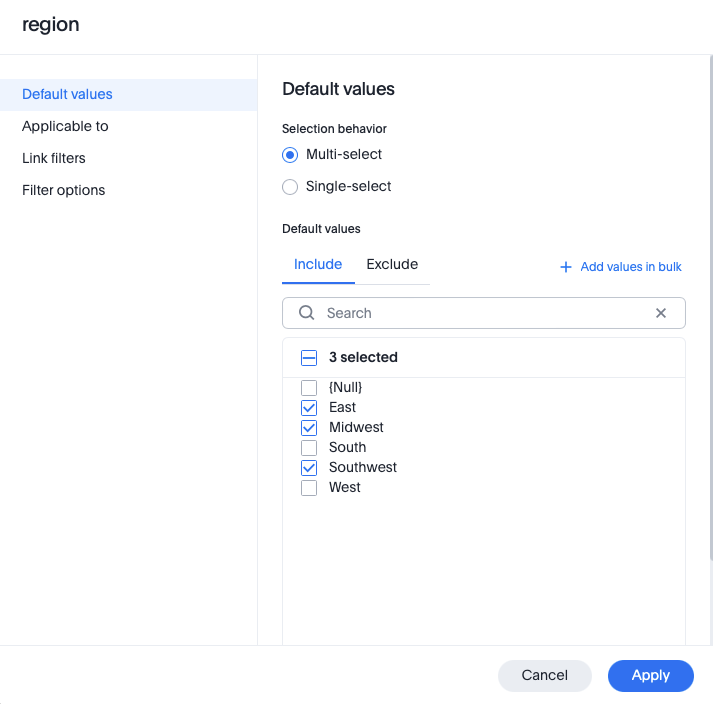 region
Default values
Applicable to
Link filters
Filter options
Default values
Selection behavior
Multi-select
Single-select
Default values
Include Exclude + Add values in bulk
Search
3 selected
{Null}
East
Midwest
South
Southwest
West
Cancel Apply